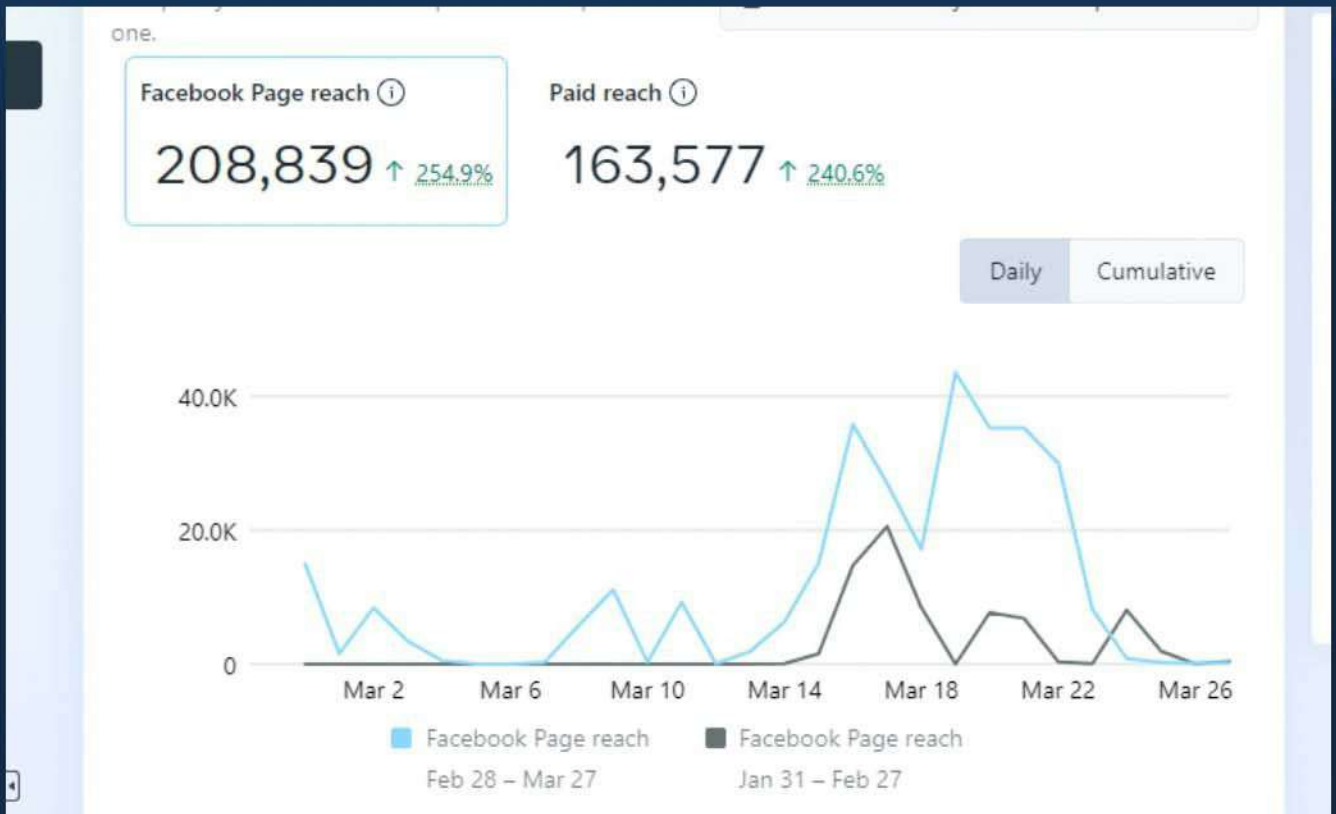 one.
Facebook Page reach Paid reach
208,839 ↑ 254.9% 163,577 ↑ 240.6%
Daily Cumulative
40.0K
20.0K
0
Mar 2 Mar 6 Mar 10 Mar 14 Mar 18 Mar 22 Mar 26
Facebook Page reach Facebook Page reach
Feb 28 – Mar 27 Jan 31 – Feb 27